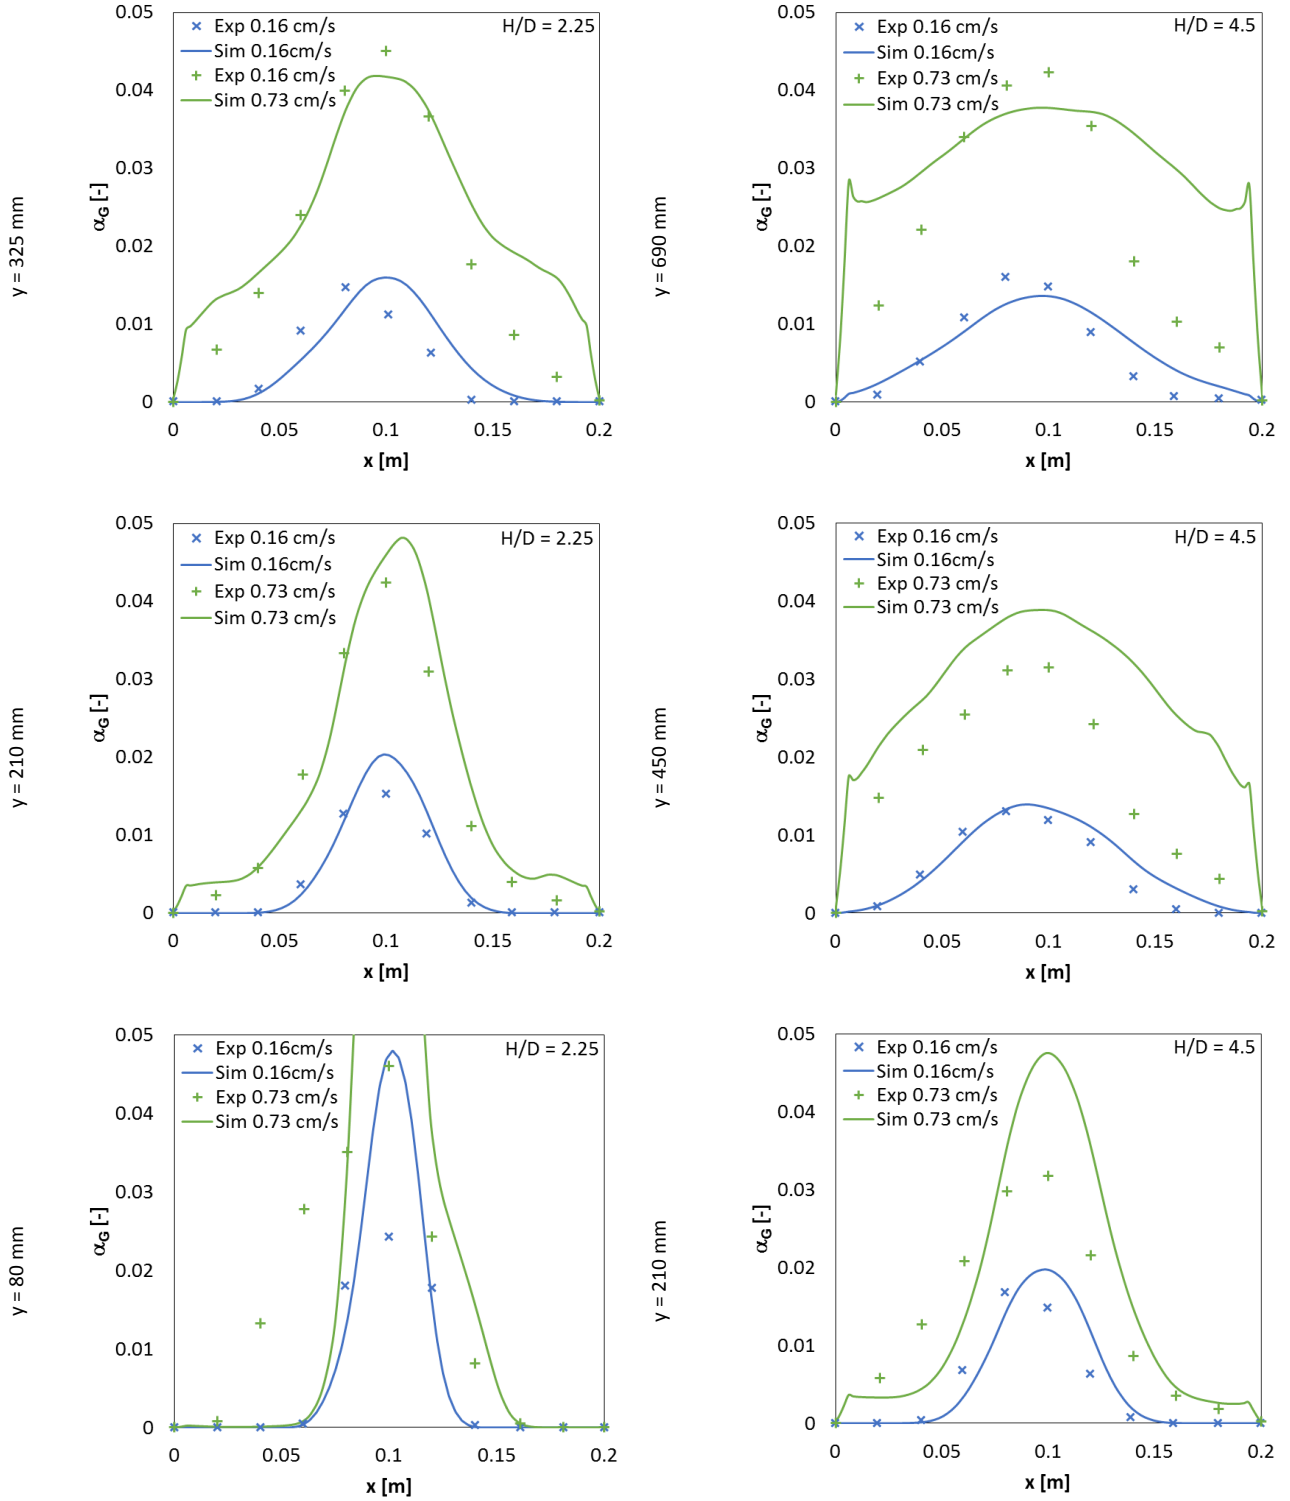 y = 325 mm
αG [-]
0.05
0.04
0.03
0.02
0.01
0
Exp 0.16 cm/s
Sim 0.16cm/s
Exp 0.16 cm/s
Sim 0.73 cm/s
H/D = 2.25
0 0.05 0.1 0.15 0.2
x [m]
y = 690 mm
αG [-]
0.05
0.04
0.03
0.02
0.01
0
Exp 0.16 cm/s
Sim 0.16cm/s
Exp 0.73 cm/s
Sim 0.73 cm/s
H/D = 4.5
0 0.05 0.1 0.15 0.2
x [m]
y = 210 mm
αG [-]
0.05
0.04
0.03
0.02
0.01
0
Exp 0.16 cm/s
Sim 0.16cm/s
Exp 0.73 cm/s
Sim 0.73 cm/s
H/D = 2.25
0 0.05 0.1 0.15 0.2
x [m]
y = 450 mm
αG [-]
0.05
0.04
0.03
0.02
0.01
0
Exp 0.16 cm/s
Sim 0.16cm/s
Exp 0.73 cm/s
Sim 0.73 cm/s
H/D = 4.5
0 0.05 0.1 0.15 0.2
x [m]
y = 80 mm
αG [-]
0.05
0.04
0.03
0.02
0.01
0
Exp 0.16cm/s
Sim 0.16cm/s
Exp 0.73 cm/s
Sim 0.73 cm/s
H/D = 2.25
0 0.05 0.1 0.15 0.2
x [m]
y = 210 mm
αG [-]
0.05
0.04
0.03
0.02
0.01
0
Exp 0.16 cm/s
Sim 0.16cm/s
Exp 0.73 cm/s
Sim 0.73 cm/s
H/D = 4.5
0 0.05 0.1 0.15 0.2
x [m]